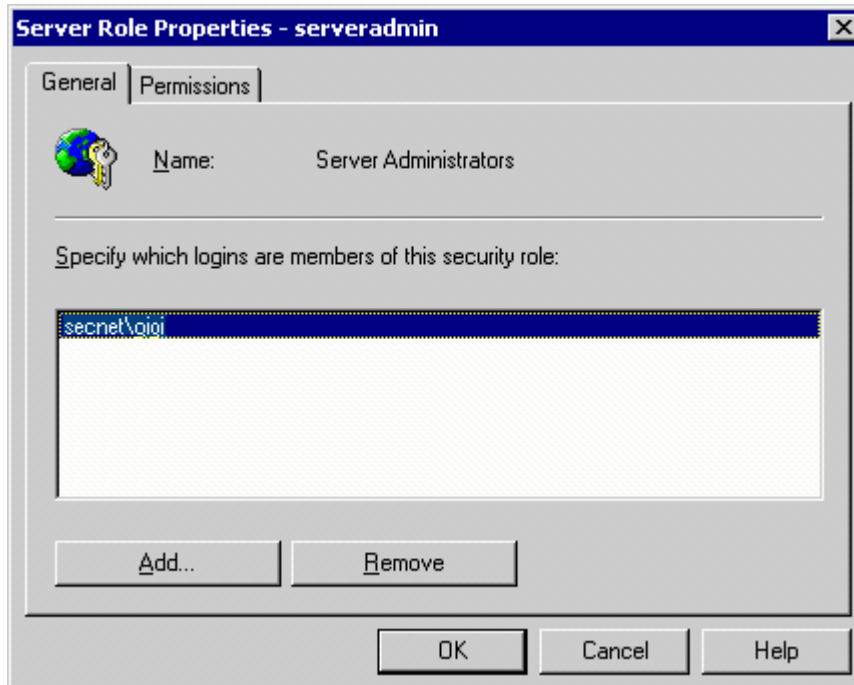 Server Role Properties - serveradmin
General Permissions
Name: Server Administrators
Specify which logins are members of this security role:
secnet\ojoj
Add... Remove
OK Cancel Help